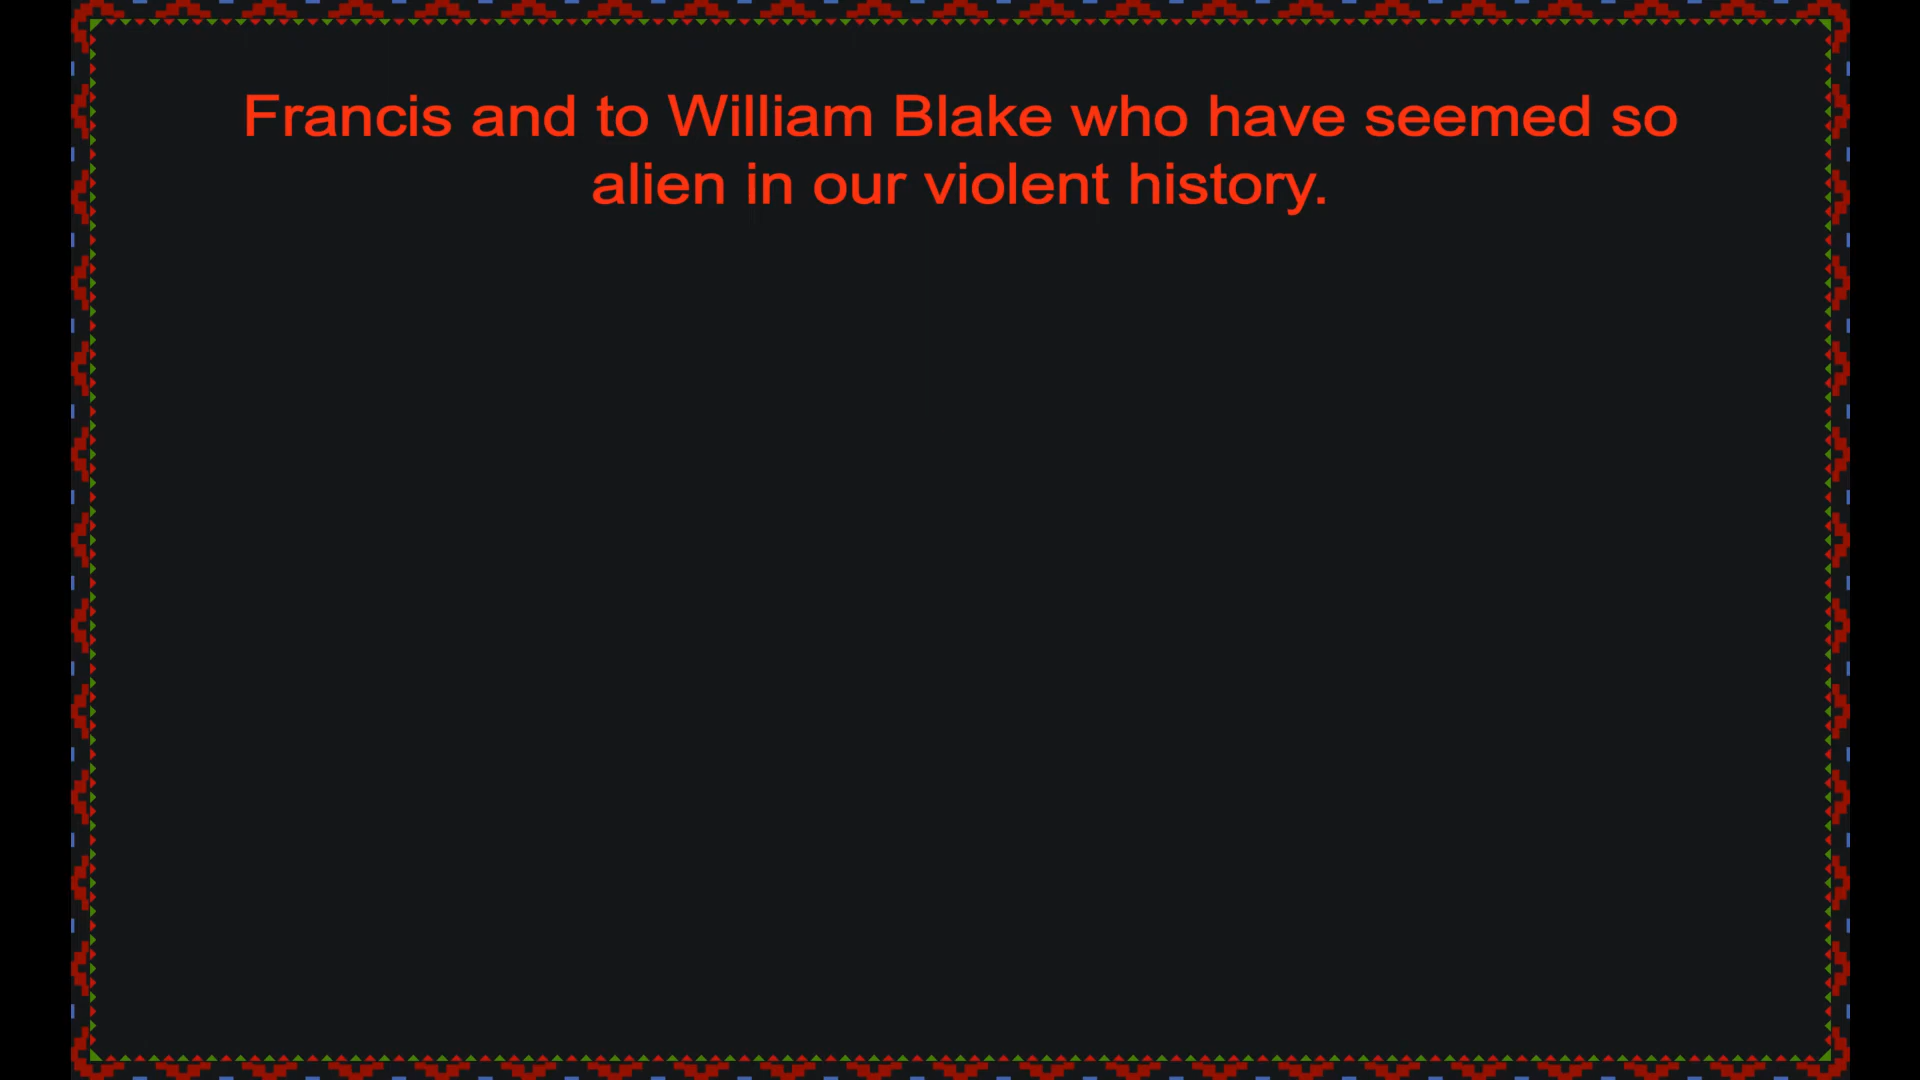 Francis and to William Blake who have seemed so
alien in our violent history.